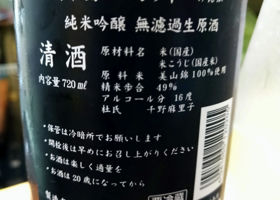 純米吟醸 無濾過生原酒
清酒
内容量 720ml
原材料名 米(国産)
米こうじ(国産米)
原料米 美山錦100%使用
精米歩合 49%
アルコール分 16度
杜氏 千野麻里子
・保管は冷暗所でお願いします
・開栓後は早めにお召し上がりください
・お酒は楽しく適量を
・お酒は20歳になってから
要冷蔵
製造